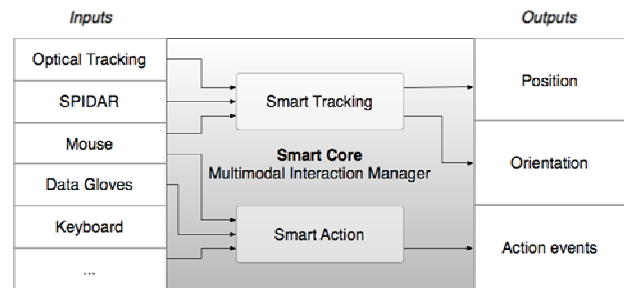 Inputs
Outputs
Optical Tracking
SPIDAR
Mouse
Data Gloves
Keyboard
...
Smart Tracking
Smart Core
Multimodal Interaction Manager
Smart Action
Position
Orientation
Action events